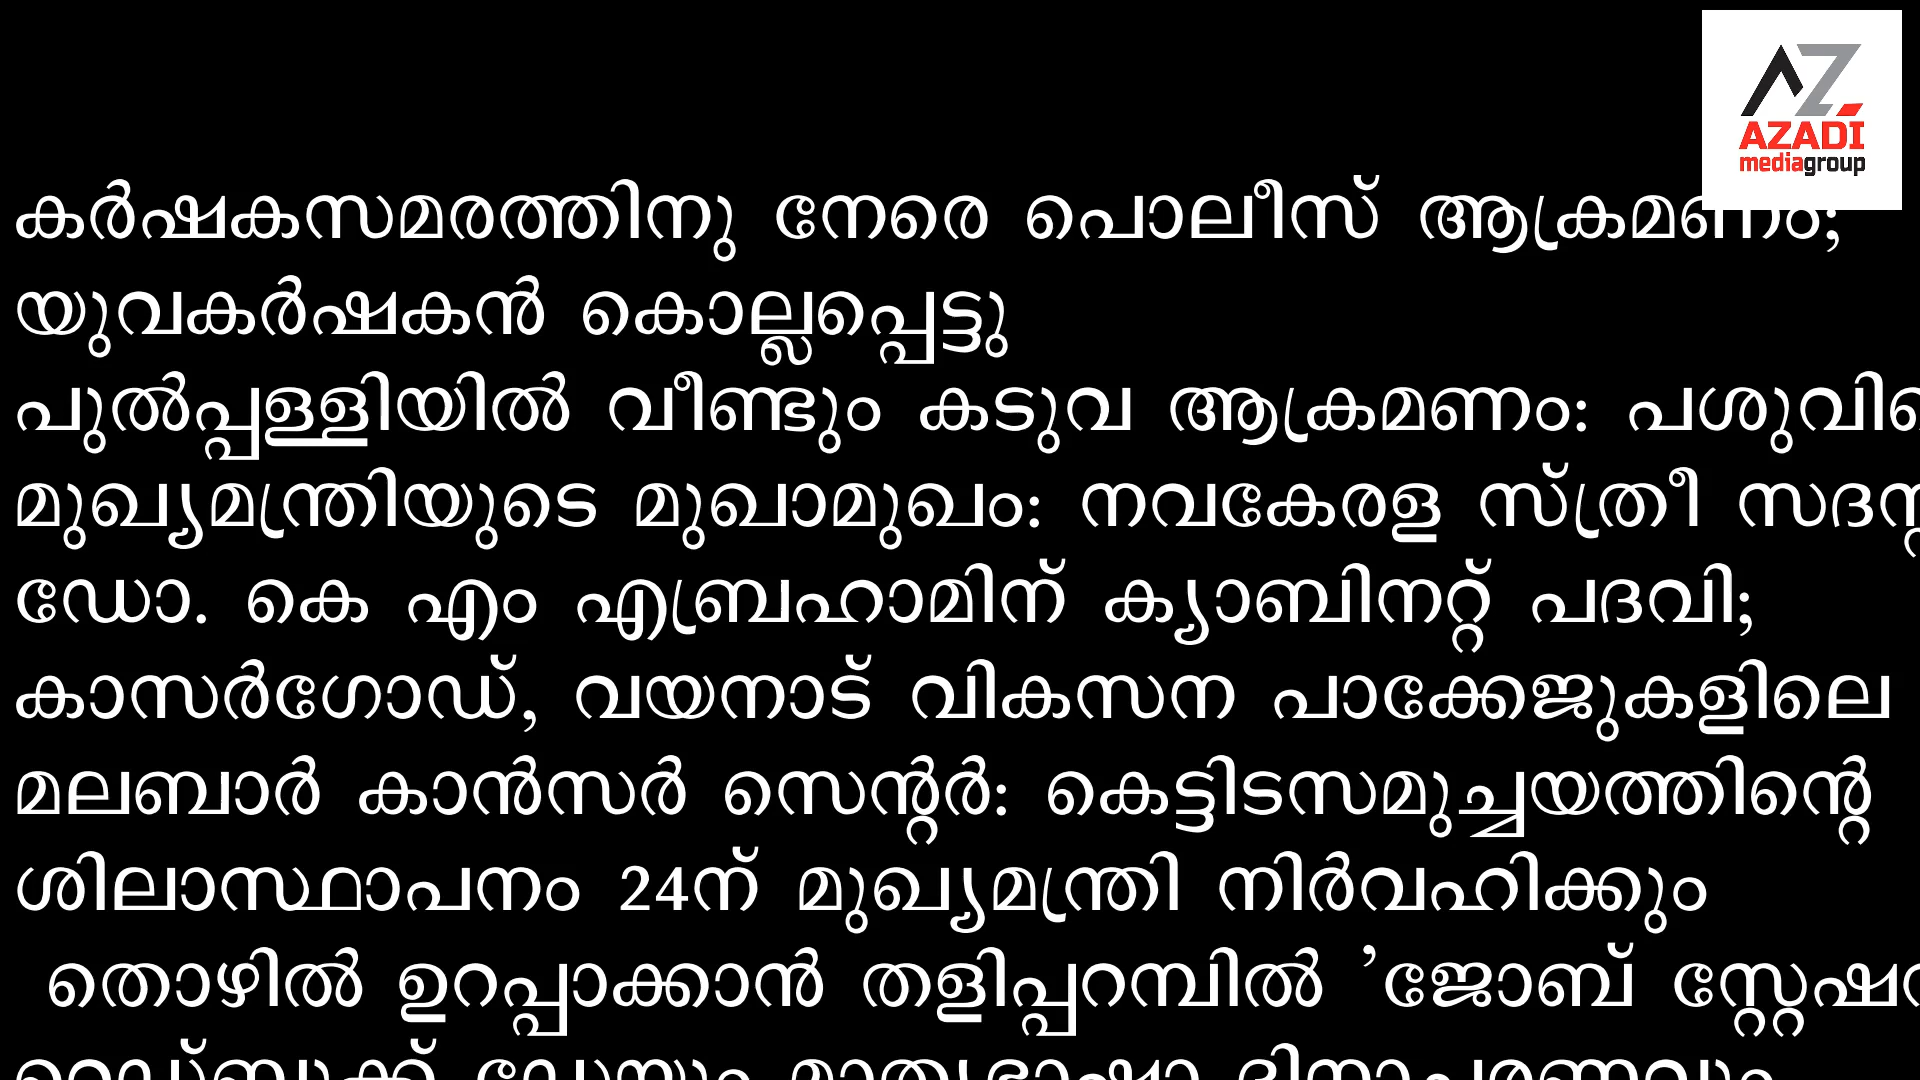 AZADI
mediagroup
കർഷകസമരത്തിനു നേരെ പൊലീസ് ആക്രമണം;
യുവകർഷകൻ കൊല്ലപ്പെട്ടു
പുൽപ്പള്ളിയിൽ വീണ്ടും കടുവ ആക്രമണം:
മുഖ്യമന്ത്രിയുടെ മുഖാമുഖം: നവകേരള സ്ത്രീ
ഡോ. കെ എം എബ്രഹാമിന് ക്യാബിനറ്റ് പദവി;
കാസർഗോഡ്, വയനാട് വികസന പാക്കേജുകളിലെ
മലബാർ കാൻസർ സെന്റർ: കെട്ടിടസമുച്ചയത്തിന്റെ
ശിലാസ്ഥാപനം 24ന് മുഖ്യമന്ത്രി നിർവഹിക്കും
തൊഴിൽ ഉറപ്പാക്കാൻ തളിപ്പറമ്പിൽ ’ജോബ്